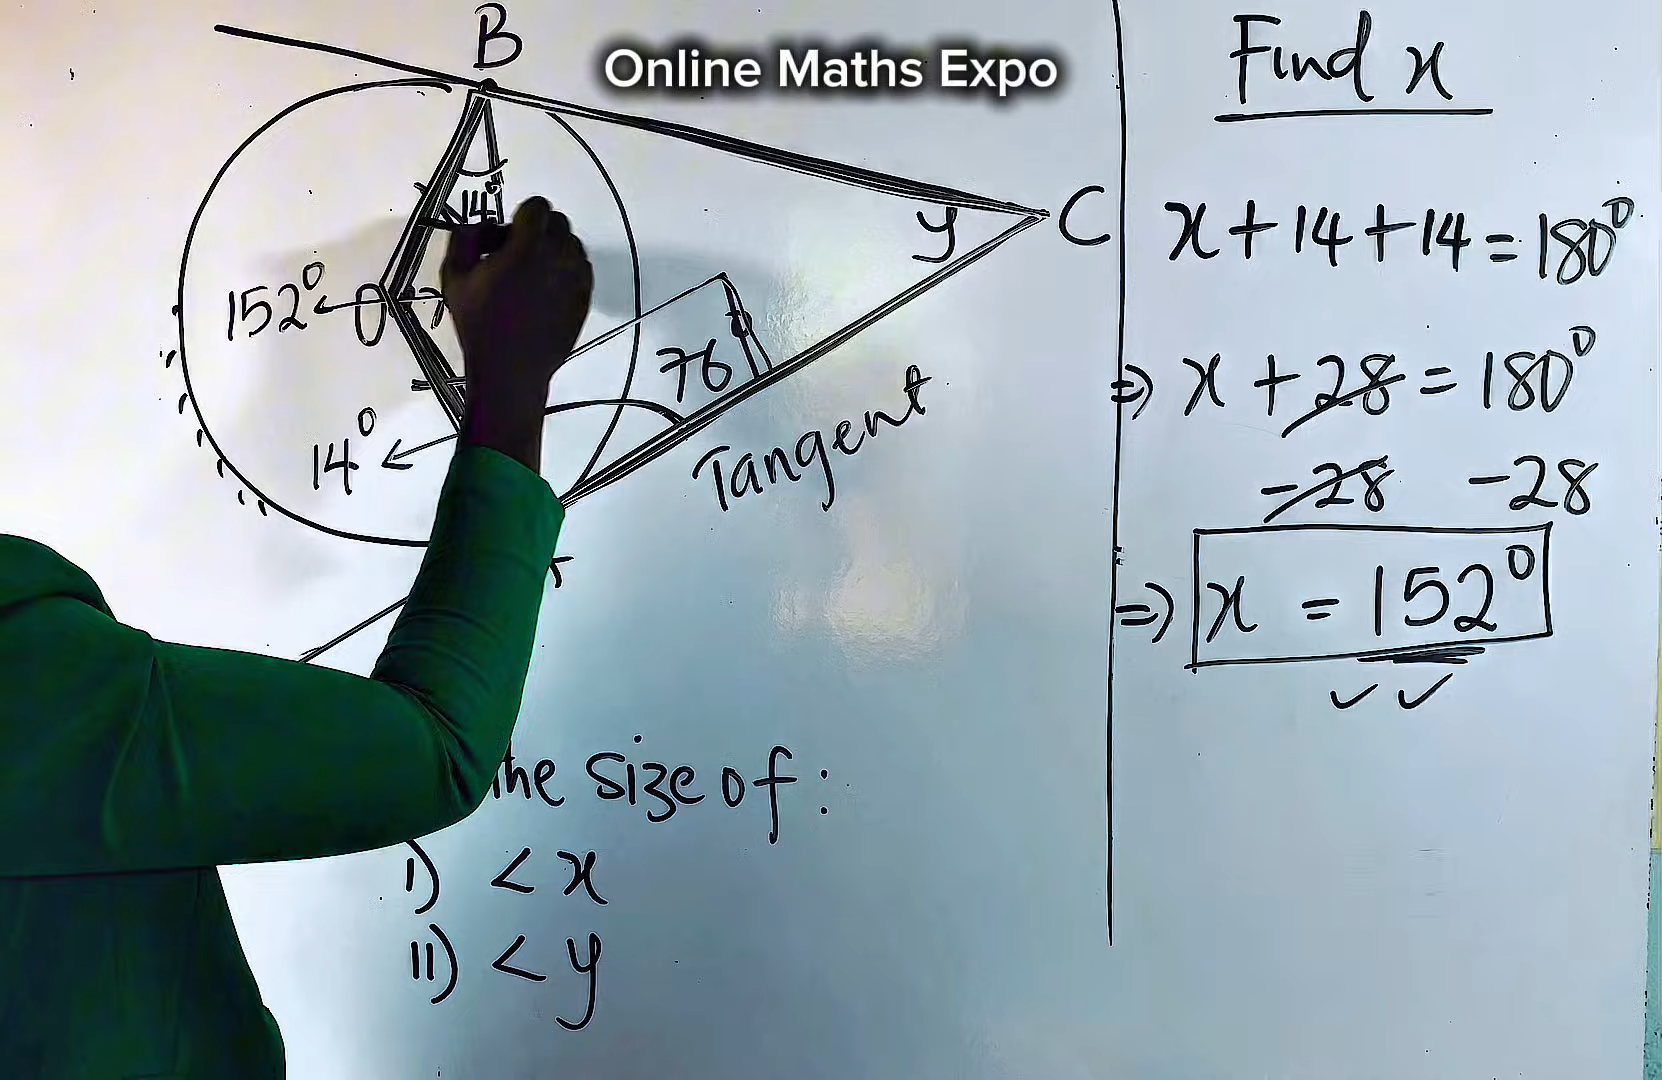 B
Online Maths Expo
14°
C
y
152°
O
76
14°
Tangent
the size of:
i) < x
ii) < y
Find x
x + 14 + 14 = 180°
=> x + 28 = 180°
-28 -28
=> x = 152°